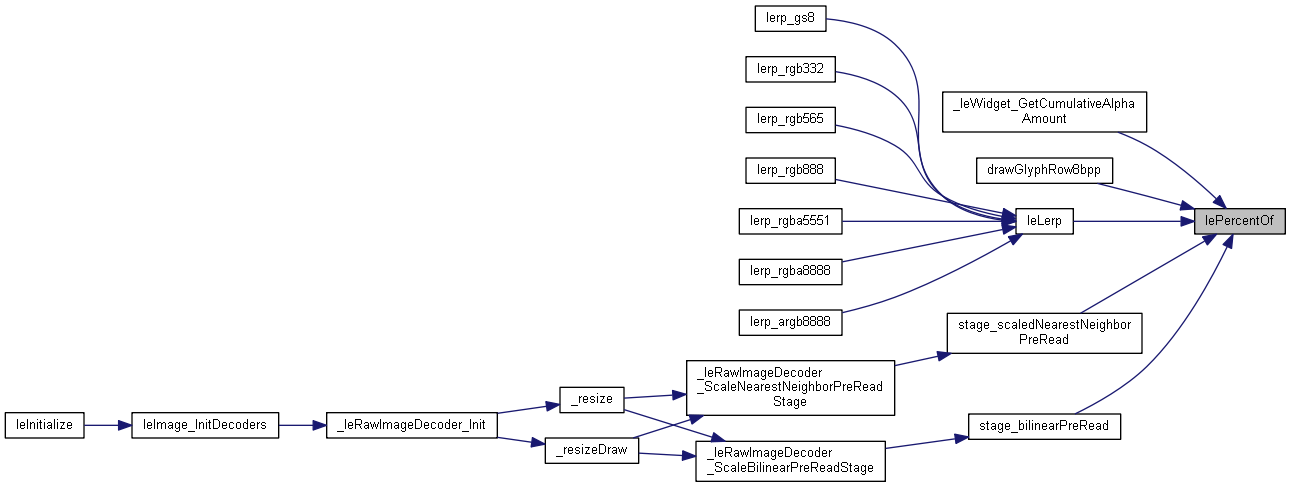 lerp_gs8
lerp_rgb332
lerp_rgb565
lerp_rgb888
lerp_rgba5551
lerp_rgba8888
lerp_argb8888
_leWidget_GetCumulativeAlpha
Amount
drawGlyphRow8bpp
leLerp
lePercentOf
stage_scaledNearestNeighbor
PreRead
stage_bilinearPreRead
_leRawImageDecoder
_ScaleNearestNeighborPreRead
Stage
_leRawImageDecoder
_ScaleBilinearPreReadStage
_resize
_resizeDraw
_leRawImageDecoder_Init
leImage_InitDecoders
leInitialize